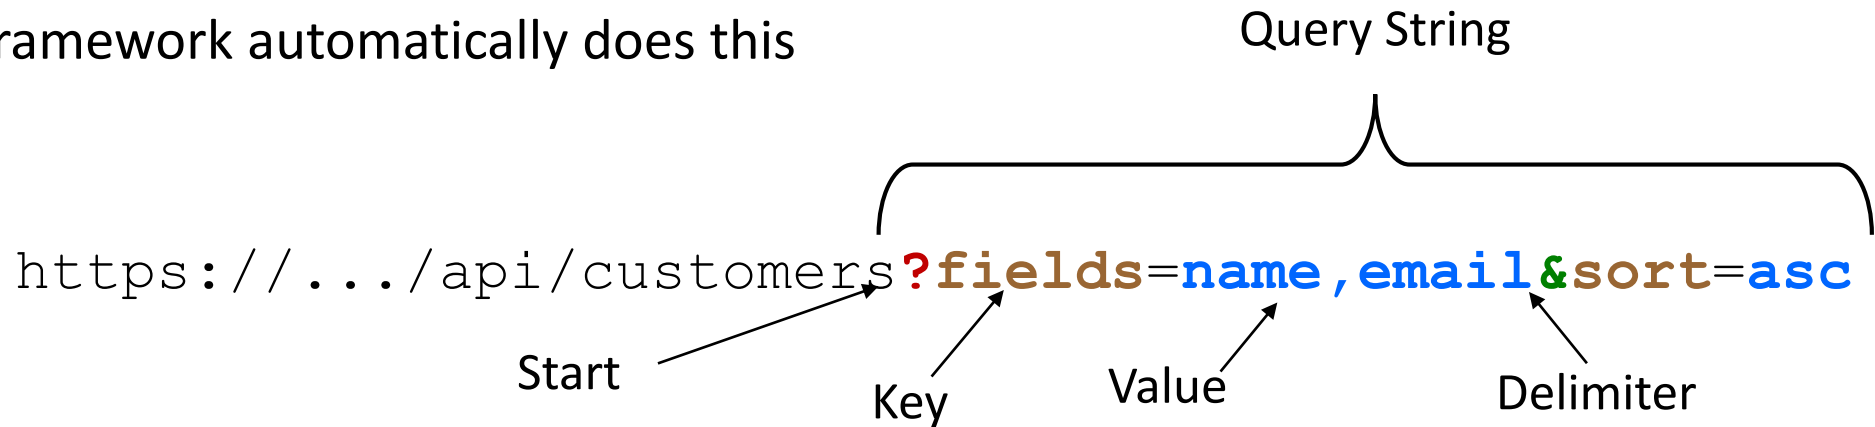 ramework automatically does this
Query String
https://.../api/customers?fields=name,email&sort=asc
Start
Key
Value
Delimiter